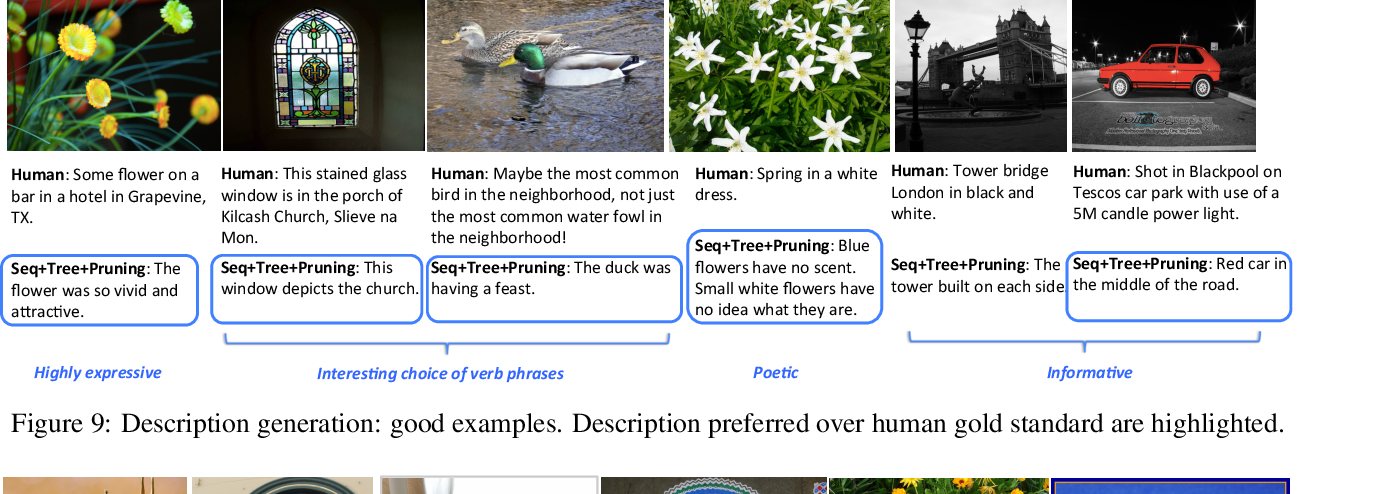 Human: Some flower on a
bar in a hotel in Grapevine,
TX.
Seq+Tree+Pruning: The
flower was so vivid and
attractive.
Highly expressive
Human: This stained glass
window is in the porch of
Kilcash Church, Slieve na
Mon.
Seq+Tree+Pruning: This
window depicts the church.
Human: Maybe the most common
bird in the neighborhood, not just
the most common water fowl in
the neighborhood!
Seq+Tree+Pruning: The duck was
having a feast.
Interesting choice of verb phrases
Human: Spring in a white
dress.
Seq+Tree+Pruning: Blue
flowers have no scent.
Small white flowers have
no idea what they are.
Poetic
Human: Tower bridge
London in black and
white.
Seq+Tree+Pruning: The
tower built on each side.
Human: Shot in Blackpool on
Tescos car park with use of a
5M candle power light.
Seq+Tree+Pruning: Red car in
the middle of the road.
Informative
Figure 9: Description generation: good examples. Description preferred over human gold standard are highlighted.